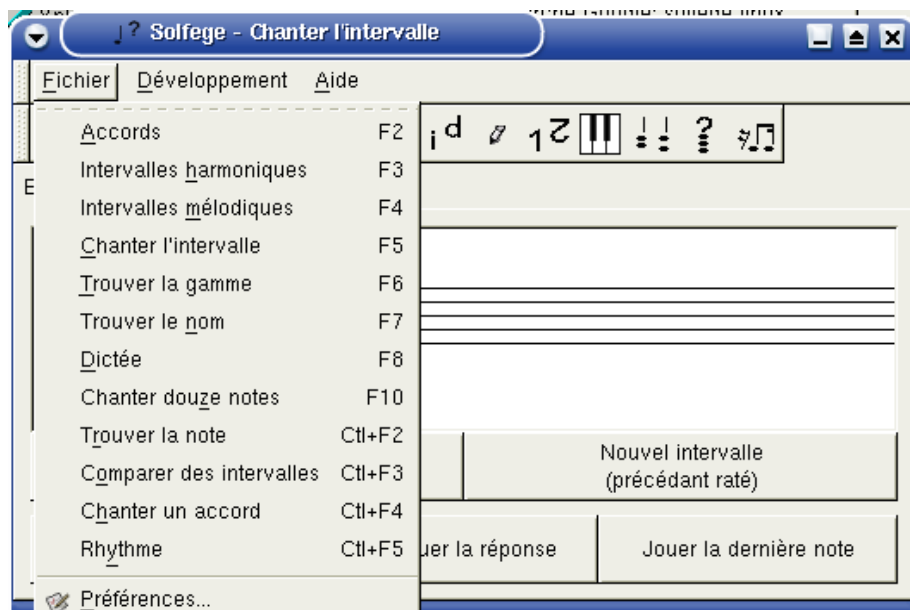 Solfege - Chanter l'intervalle
Fichier Développement Aide
Accords F2
Intervalles harmoniques F3
Intervalles mélodiques F4
Chanter l'intervalle F5
Trouver la gamme F6
Trouver le nom F7
Dictée F8
Chanter douze notes F10
Trouver la note Ctl+F2
Comparer des intervalles Ctl+F3
Chanter un accord Ctl+F4
Rhythme Ctl+F5
Préférences...
Nouvel intervalle
(précédant raté)
la réponse
Jouer la dernière note